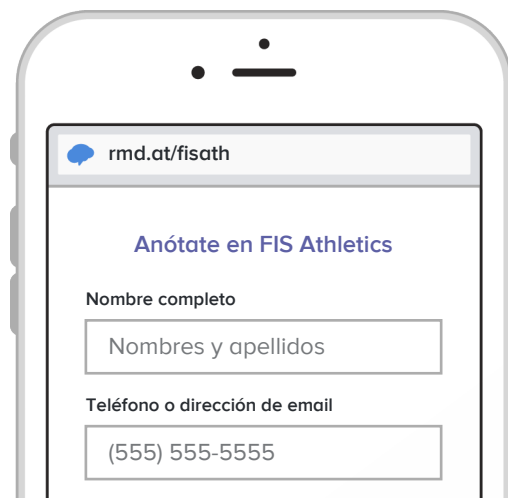 rmd.at/fisath
Anótate en FIS Athletics
Nombre completo
Nombres y apellidos
Teléfono o dirección de email
(555) 555-5555